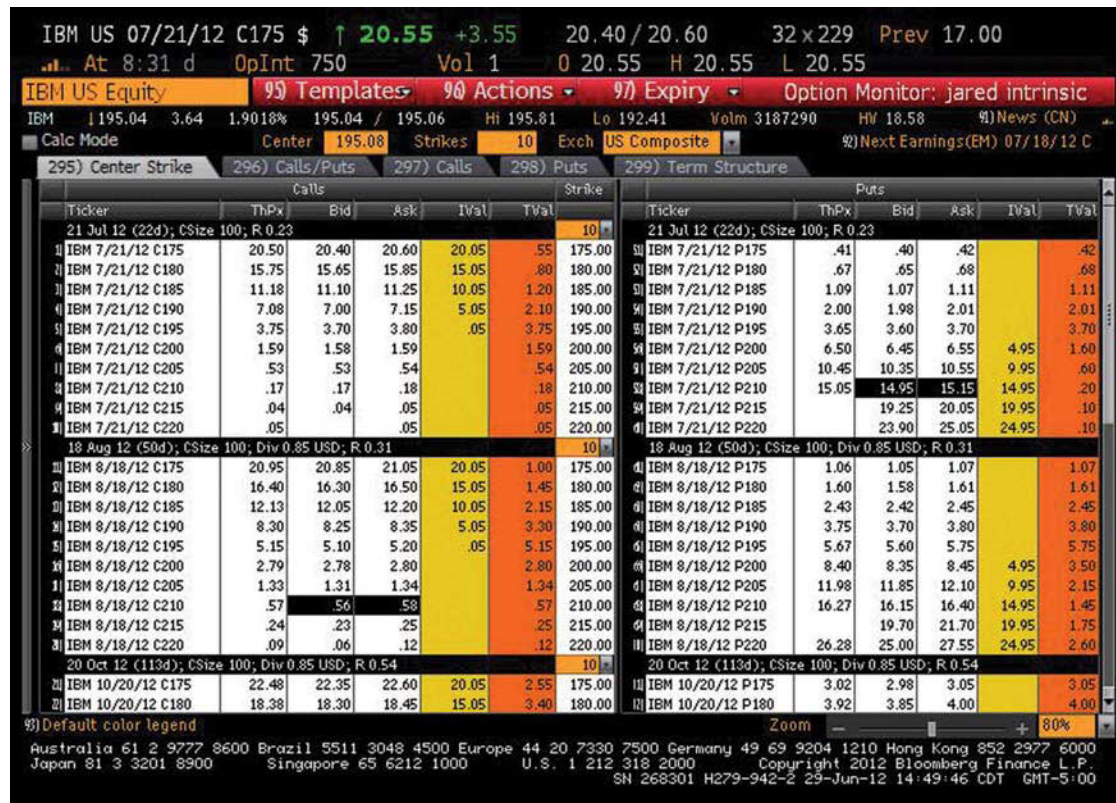 IBM US 07/21/12 C175 $ ↑ 20.55 +3.55 20.40 / 20.60 32 x 229 Prev 17.00
At 8:31 d OpInt 750 Vol 1 O 20.55 H 20.55 L 20.55
IBM US Equity 95) Templates 96) Actions 97) Expiry Option Monitor: jared intrinsic
IBM ↓195.04 3.64 1.9018% 195.04 / 195.06 Hi 195.81 Lo 192.41 Volm 3187290 HV 18.58 91) News (CN)
Calc Mode Center 195.08 Strikes 10 Exch US Composite 92) Next Earnings(EM) 07/18/12 C
295) Center Strike 296) Calls/Puts 297) Calls 298) Puts 299) Term Structure
Calls Strike Puts
Ticker ThPx Bid Ask IVal TVal Ticker ThPx Bid Ask IVal TVal
21 Jul 12 (22d); CSize 100; R 0.23 10 21 Jul 12 (22d); CSize 100; R 0.23
IBM 7/21/12 C175 20.50 20.40 20.60 20.05 .55 175.00 IBM 7/21/12 P175 .41 .40 .42 .42
IBM 7/21/12 C180 15.75 15.65 15.85 15.05 .80 180.00 IBM 7/21/12 P180 .67 .65 .68 .68
IBM 7/21/12 C185 11.18 11.10 11.25 10.05 1.20 185.00 IBM 7/21/12 P185 1.09 1.07 1.11 1.11
IBM 7/21/12 C190 7.08 7.00 7.15 5.05 2.10 190.00 IBM 7/21/12 P190 2.00 1.98 2.01 2.01
IBM 7/21/12 C195 3.75 3.70 3.80 .05 3.75 195.00 IBM 7/21/12 P195 3.65 3.60 3.70 3.70
IBM 7/21/12 C200 1.59 1.58 1.59 1.59 200.00 IBM 7/21/12 P200 6.50 6.45 6.55 4.95 1.60
IBM 7/21/12 C205 .53 .53 .54 .54 205.00 IBM 7/21/12 P205 10.45 10.35 10.55 9.95 .60
IBM 7/21/12 C210 .17 .17 .18 .18 210.00 IBM 7/21/12 P210 15.05 14.95 15.15 14.95 .20
IBM 7/21/12 C215 .04 .04 .05 .05 215.00 IBM 7/21/12 P215 19.25 20.05 19.95 .10
IBM 7/21/12 C220 .05 .05 .05 220.00 IBM 7/21/12 P220 23.90 25.05 24.95 .10
18 Aug 12 (50d); CSize 100; Div 0.85 USD; R 0.31 10 18 Aug 12 (50d); CSize 100; Div 0.85 USD; R 0.31
IBM 8/18/12 C175 20.95 20.85 21.05 20.05 1.00 175.00 IBM 8/18/12 P175 1.06 1.05 1.07 1.07
IBM 8/18/12 C180 16.40 16.30 16.50 15.05 1.45 180.00 IBM 8/18/12 P180 1.60 1.58 1.61 1.61
IBM 8/18/12 C185 12.13 12.05 12.20 10.05 2.15 185.00 IBM 8/18/12 P185 2.43 2.42 2.45 2.45
IBM 8/18/12 C190 8.30 8.25 8.35 5.05 3.30 190.00 IBM 8/18/12 P190 3.75 3.70 3.80 3.80
IBM 8/18/12 C195 5.15 5.10 5.20 .05 5.15 195.00 IBM 8/18/12 P195 5.67 5.60 5.75 5.75
IBM 8/18/12 C200 2.79 2.78 2.80 2.80 200.00 IBM 8/18/12 P200 8.40 8.35 8.45 4.95 3.50
IBM 8/18/12 C205 1.33 1.31 1.34 1.34 205.00 IBM 8/18/12 P205 11.98 11.85 12.10 9.95 2.15
IBM 8/18/12 C210 .57 .56 .58 .57 210.00 IBM 8/18/12 P210 16.27 16.15 16.40 14.95 1.45
IBM 8/18/12 C215 .24 .23 .25 .25 215.00 IBM 8/18/12 P215 19.70 21.70 19.95 1.75
IBM 8/18/12 C220 .09 .06 .12 .12 220.00 IBM 8/18/12 P220 26.28 25.00 27.55 24.95 2.60
20 Oct 12 (113d); CSize 100; Div 0.85 USD; R 0.54 10 20 Oct 12 (113d); CSize 100; Div 0.85 USD; R 0.54
IBM 10/20/12 C175 22.48 22.35 22.60 20.05 2.55 175.00 IBM 10/20/12 P175 3.02 2.98 3.05 3.05
IBM 10/20/12 C180 18.38 18.30 18.45 15.05 3.40 180.00 IBM 10/20/12 P180 3.92 3.85 4.00 4.00
93) Default color legend Zoom - + 80%
Australia 61 2 9777 8600 Brazil 5511 3048 4500 Europe 44 20 7330 7500 Germany 49 69 9204 1210 Hong Kong 852 2977 6000
Japan 81 3 3201 8900 Singapore 65 6212 1000 U.S. 1 212 318 2000 Copyright 2012 Bloomberg Finance L.P.
SN 268301 H279-942-2 29-Jun-12 14:49:46 CDT GMT-5:00